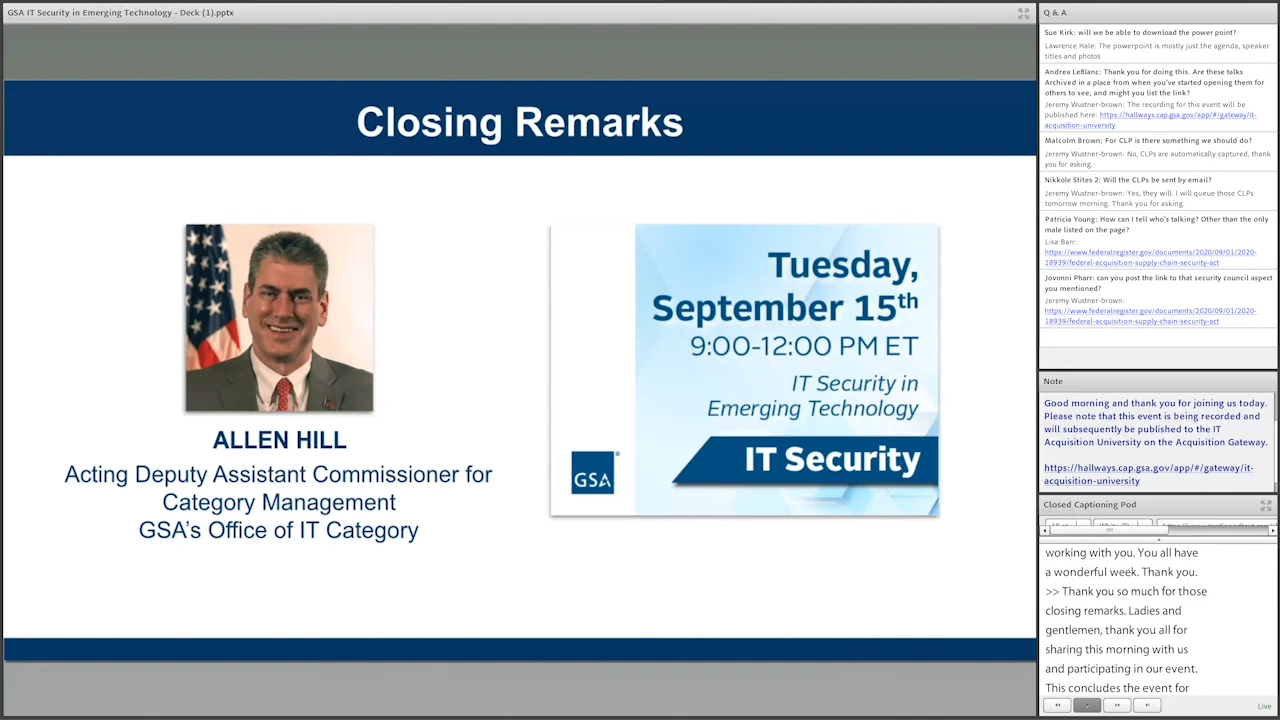 GSA IT Security in Emerging Technology - Deck (1).pptx
Closing Remarks
ALLEN HILL
Acting Deputy Assistant Commissioner for
Category Management
GSA's Office of IT Category
Tuesday,
September 15th
9:00-12:00 PM ET
IT Security in
Emerging Technology
IT Security
GSA
Q & A
Sue Kirk: will we be able to download the power point?
Lawrence Hale: The powerpoint is mostly just the agenda, speaker
titles and photos
Andrea LeBlanc: Thank you for doing this. Are these talks
Archived in a place from when you've started opening them for
others to see, and might you list the link?
Jeremy Wustner-brown: The recording for this event will be
published here: https://hallways.cap.gsa.gov/app/#/gateway/it-
acquisition-university
Malcolm Brown: For CLP is there something we should do?
Jeremy Wustner-brown: No, CLPs are automatically captured, thank
you for asking.
Nikkole Stites 2: Will the CLPs be sent by email?
Jeremy Wustner-brown: Yes, they will. I will queue those CLPs
tomorrow morning. Thank you for asking.
Patricia Young: How can I tell who's talking? Other than the only
male listed on the page?
Lisa Barr:
https://www.federalregister.gov/documents/2020/09/01/2020-
18939/federal-acquisition-supply-chain-security-act
Jovonni Pharr: can you post the link to that security council aspect
you mentioned?
Jeremy Wustner-brown:
https://www.federalregister.gov/documents/2020/09/01/2020-
18939/federal-acquisition-supply-chain-security-act
Note
Good morning and thank you for joining us today.
Please note that this event is being recorded and
will subsequently be published to the IT
Acquisition University on the Acquisition Gateway.
https://hallways.cap.gsa.gov/app/#/gateway/it-
acquisition-university
Closed Captioning Pod
working with you. You all have
a wonderful week. Thank you.
>> Thank you so much for those
closing remarks. Ladies and
gentlemen, thank you all for
sharing this morning with us
and participating in our event.
This concludes the event for
Live